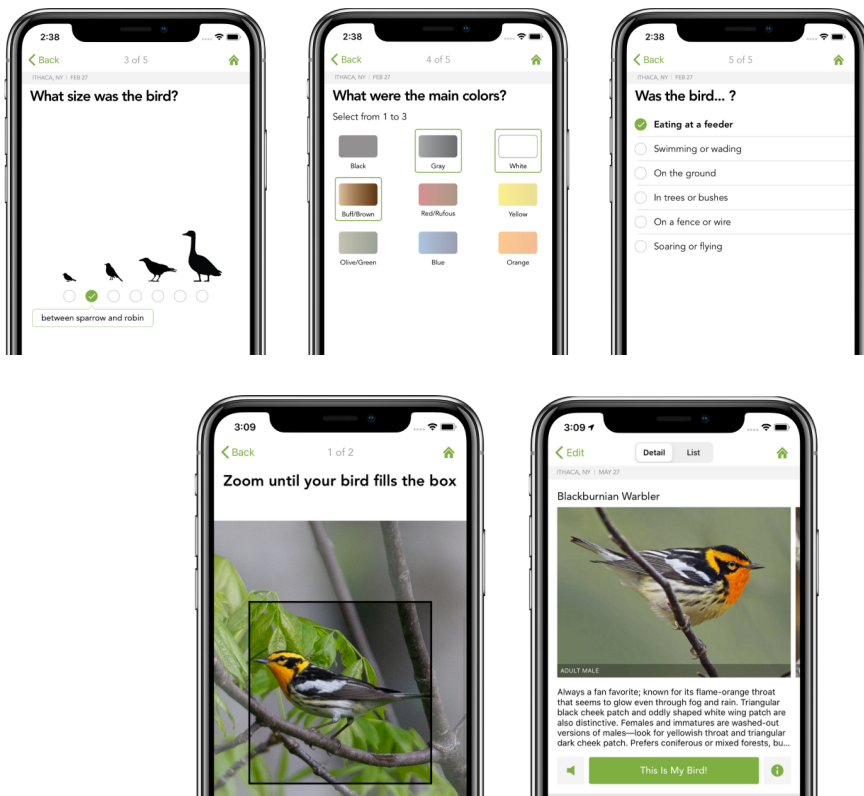 2:38
Back
3 of 5
ITHACA, NY | FEB 27
What size was the bird?
between sparrow and robin
2:38
Back
4 of 5
ITHACA, NY | FEB 27
What were the main colors?
Select from 1 to 3
Black Gray White
Buff/Brown Red/Rufous Yellow
Olive/Green Blue Orange
2:38
Back
5 of 5
ITHACA, NY | FEB 27
Was the bird... ?
Eating at a feeder
Swimming or wading
On the ground
In trees or bushes
On a fence or wire
Soaring or flying
3:09
Back
1 of 2
Zoom until your bird fills the box
3:09
Edit
Detail List
ITHACA, NY | MAY 27
Blackburnian Warbler
ADULT MALE
Always a fan favorite; known for its flame-orange throat
that seems to glow even through fog and rain. Triangular
black cheek patch and oddly shaped white wing patch are
also distinctive. Females and immatures are washed-out
versions of males—look for yellowish throat and triangular
dark cheek patch. Prefers coniferous or mixed forests, bu...
This Is My Bird!